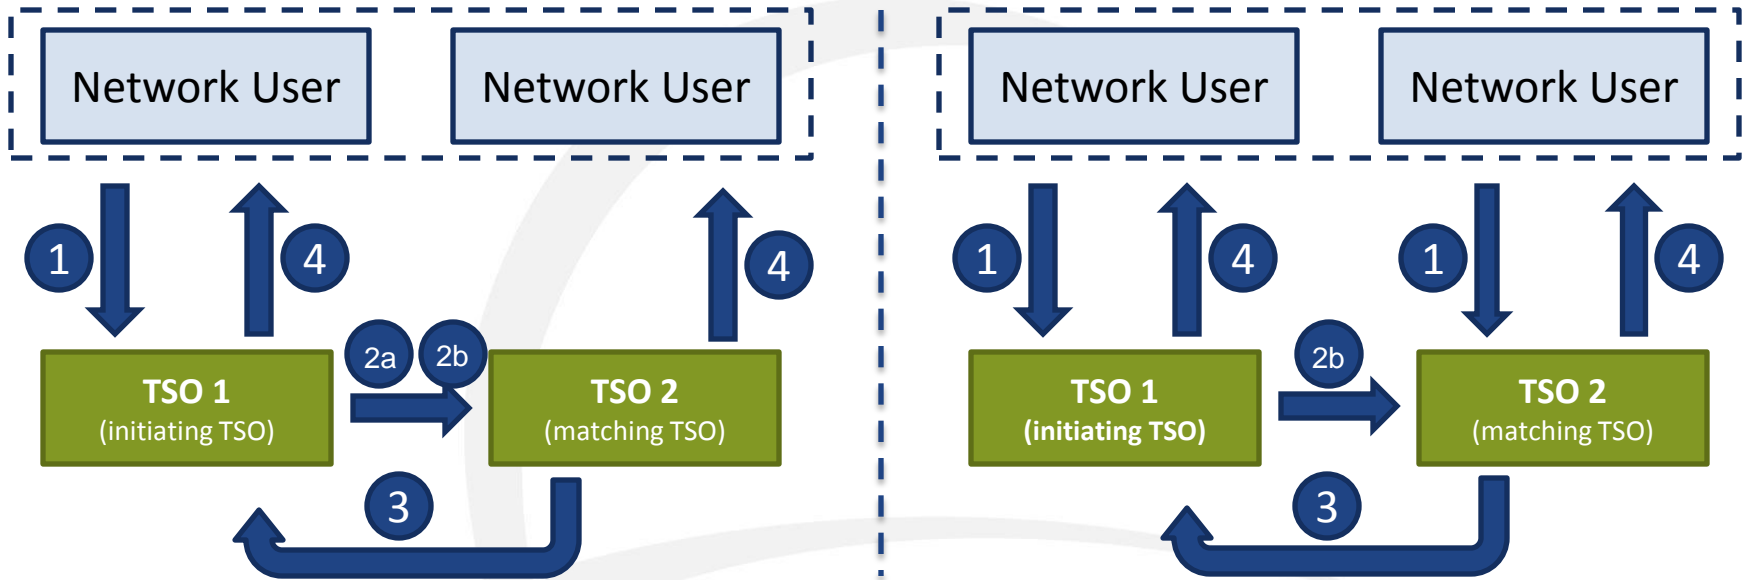 Network User
Network User
1
4
4
TSO 1
(initiating TSO)
2a
2b
TSO 2
(matching TSO)
3
Network User
Network User
1
4
1
4
TSO 1
(initiating TSO)
2b
TSO 2
(matching TSO)
3